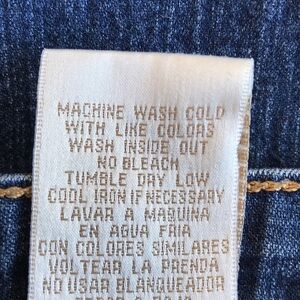 MACHINE WASH COLD
WITH LIKE COLORS
WASH INSIDE OUT
NO BLEACH
TUMBLE DRY LOW
COOL IRON IF NECESSARY
LAVAR A MAQUINA
EN AGUA FRIA
CON COLORES SIMILARES
VOLTEAR LA PRENDA
NO USAR BLANQUEADOR